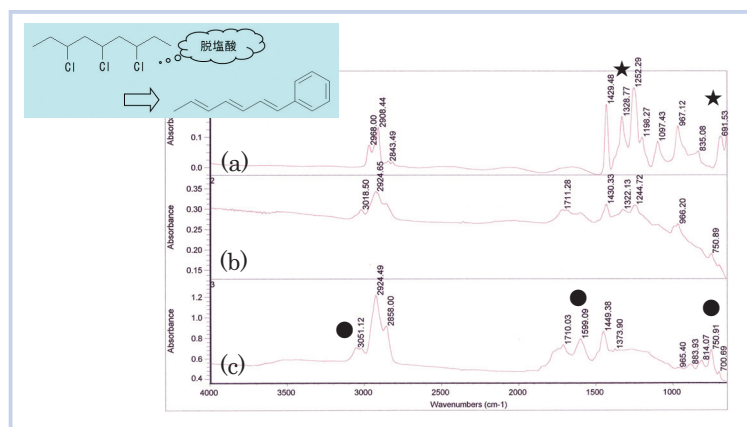 脱塩酸
Cl Cl Cl
★ ★
1429.48 1328.77 1252.29 1198.27 1097.43 967.12 835.08 691.53
2968.00 2908.44 2843.49
Absorbance
0.1
0.0
(a)
2
3018.50 2924.65 1711.28 1430.33 1322.13 1244.72 966.20 750.89
Absorbance
0.35
0.30
0.25
0.20
0.15
(b)
3
2924.49
3051.12 2858.00 1710.03 1599.09 1449.38 1373.90 965.40 883.93 814.07 750.91 700.69
Absorbance
1.2
1.0
0.8
0.6
0.4
(c)
4000 3500 3000 2500 2000 1500 1000
Wavenumbers (cm-1)